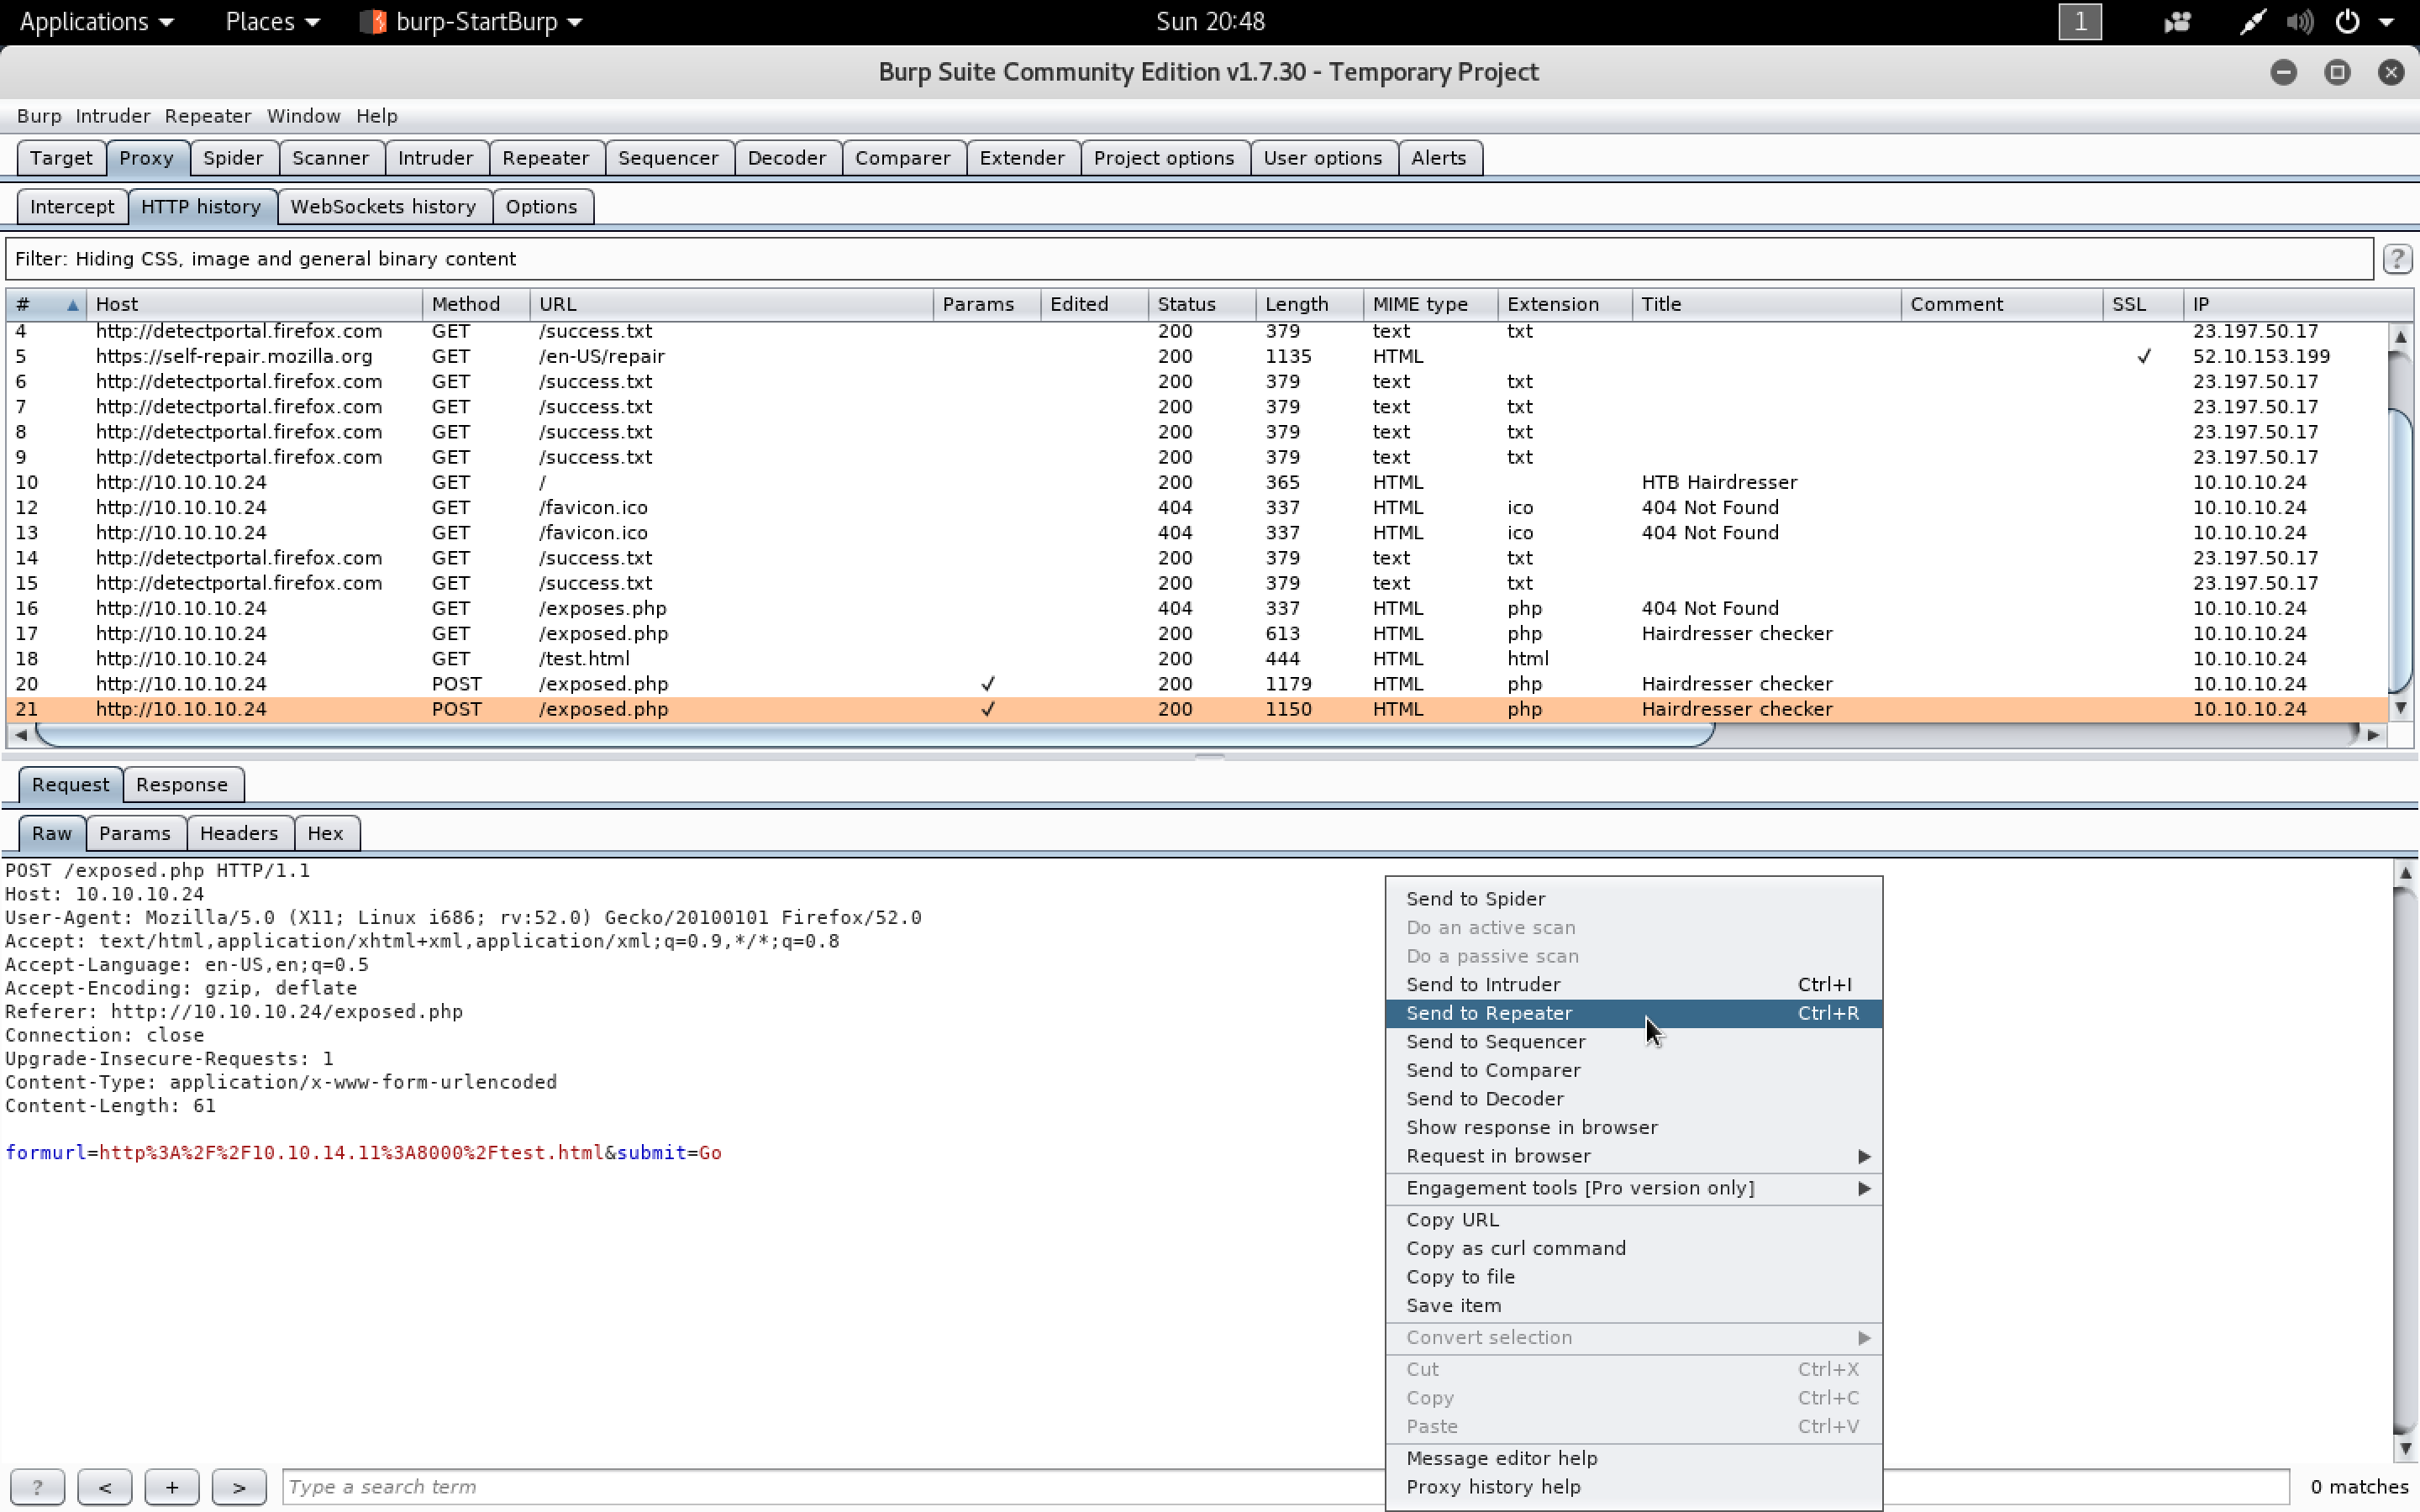 Applications Places burp-StartBurp Sun 20:48 1
Burp Suite Community Edition v1.7.30 - Temporary Project
Burp Intruder Repeater Window Help
Target Proxy Spider Scanner Intruder Repeater Sequencer Decoder Comparer Extender Project options User options Alerts
Intercept HTTP history WebSockets history Options
Filter: Hiding CSS, image and general binary content ?
# Host Method URL Params Edited Status Length MIME type Extension Title Comment SSL IP
4 http://detectportal.firefox.com GET /success.txt 200 379 text txt 23.197.50.17
5 https://self-repair.mozilla.org GET /en-US/repair 200 1135 HTML ✓ 52.10.153.199
6 http://detectportal.firefox.com GET /success.txt 200 379 text txt 23.197.50.17
7 http://detectportal.firefox.com GET /success.txt 200 379 text txt 23.197.50.17
8 http://detectportal.firefox.com GET /success.txt 200 379 text txt 23.197.50.17
9 http://detectportal.firefox.com GET /success.txt 200 379 text txt 23.197.50.17
10 http://10.10.10.24 GET / 200 365 HTML HTB Hairdresser 10.10.10.24
12 http://10.10.10.24 GET /favicon.ico 404 337 HTML ico 404 Not Found 10.10.10.24
13 http://10.10.10.24 GET /favicon.ico 404 337 HTML ico 404 Not Found 10.10.10.24
14 http://detectportal.firefox.com GET /success.txt 200 379 text txt 23.197.50.17
15 http://detectportal.firefox.com GET /success.txt 200 379 text txt 23.197.50.17
16 http://10.10.10.24 GET /exposes.php 404 337 HTML php 404 Not Found 10.10.10.24
17 http://10.10.10.24 GET /exposed.php 200 613 HTML php Hairdresser checker 10.10.10.24
18 http://10.10.10.24 GET /test.html 200 444 HTML html 10.10.10.24
20 http://10.10.10.24 POST /exposed.php ✓ 200 1179 HTML php Hairdresser checker 10.10.10.24
21 http://10.10.10.24 POST /exposed.php ✓ 200 1150 HTML php Hairdresser checker 10.10.10.24
Request Response
Raw Params Headers Hex
POST /exposed.php HTTP/1.1
Host: 10.10.10.24
User-Agent: Mozilla/5.0 (X11; Linux i686; rv:52.0) Gecko/20100101 Firefox/52.0
Accept: text/html,application/xhtml+xml,application/xml;q=0.9,*/*;q=0.8
Accept-Language: en-US,en;q=0.5
Accept-Encoding: gzip, deflate
Referer: http://10.10.10.24/exposed.php
Connection: close
Upgrade-Insecure-Requests: 1
Content-Type: application/x-www-form-urlencoded
Content-Length: 61
formurl=http%3A%2F%2F10.10.14.11%3A8000%2Ftest.html&submit=Go
Send to Spider
Do an active scan
Do a passive scan
Send to Intruder Ctrl+I
Send to Repeater Ctrl+R
Send to Sequencer
Send to Comparer
Send to Decoder
Show response in browser
Request in browser
Engagement tools [Pro version only]
Copy URL
Copy as curl command
Copy to file
Save item
Convert selection
Cut Ctrl+X
Copy Ctrl+C
Paste Ctrl+V
Message editor help
Proxy history help
? < + > Type a search term 0 matches